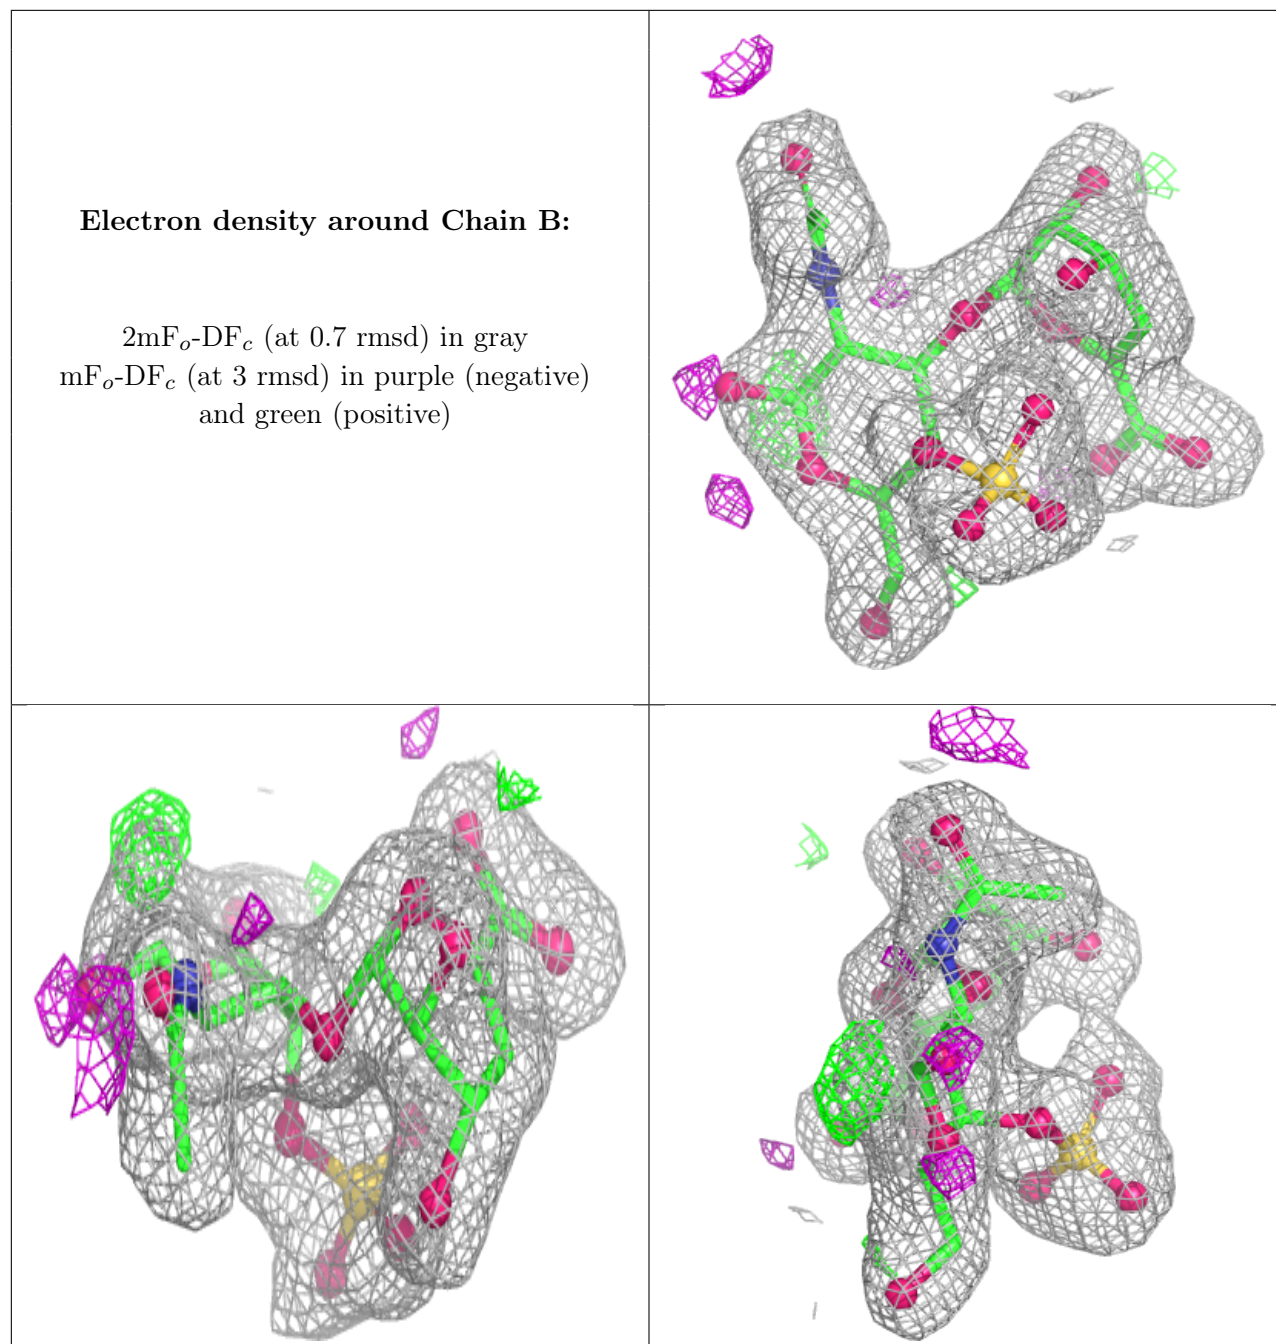 Electron density around Chain B:
2mFo-DFc (at 0.7 rmsd) in gray
mFo-DFc (at 3 rmsd) in purple (negative)
and green (positive)